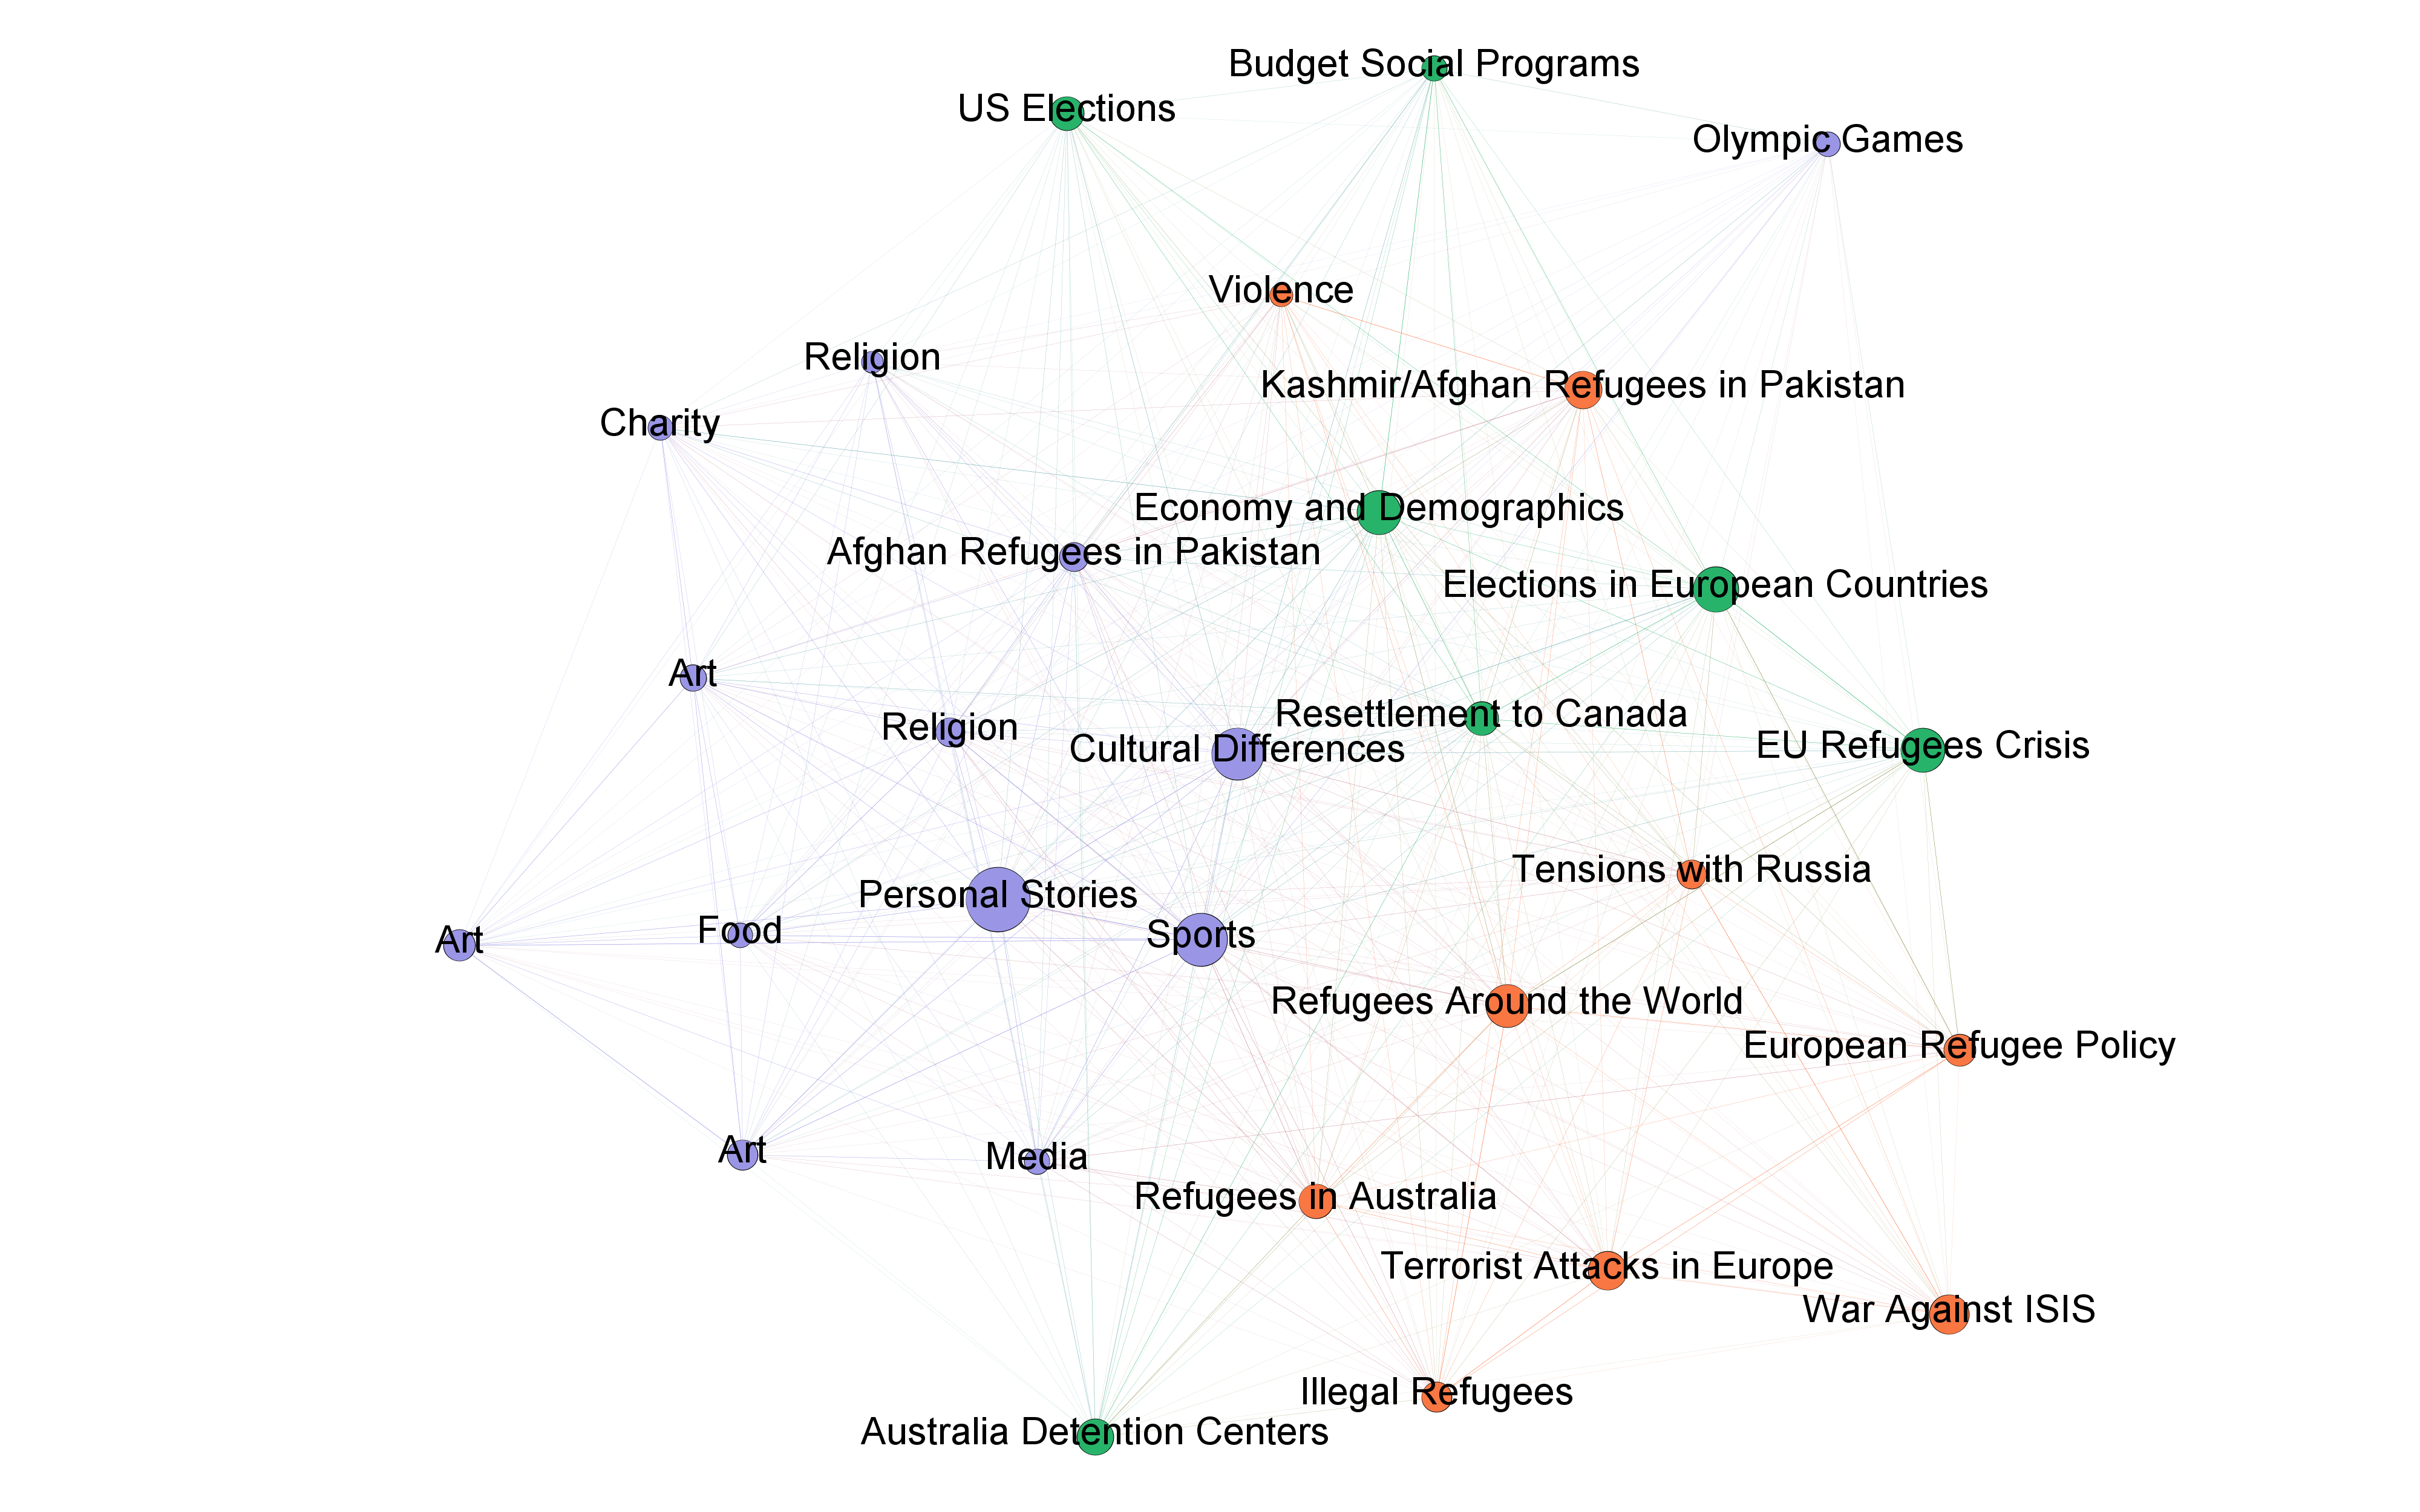 Budget Social Programs
US Elections
Olympic Games
Violence
Religion
Kashmir/Afghan Refugees in Pakistan
Charity
Economy and Demographics
Afghan Refugees in Pakistan
Elections in European Countries
Art
Resettlement to Canada
Religion
Cultural Differences
EU Refugees Crisis
Tensions with Russia
Personal Stories
Food
Sports
Art
Refugees Around the World
European Refugee Policy
Art
Media
Refugees in Australia
Terrorist Attacks in Europe
War Against ISIS
Illegal Refugees
Australia Detention Centers